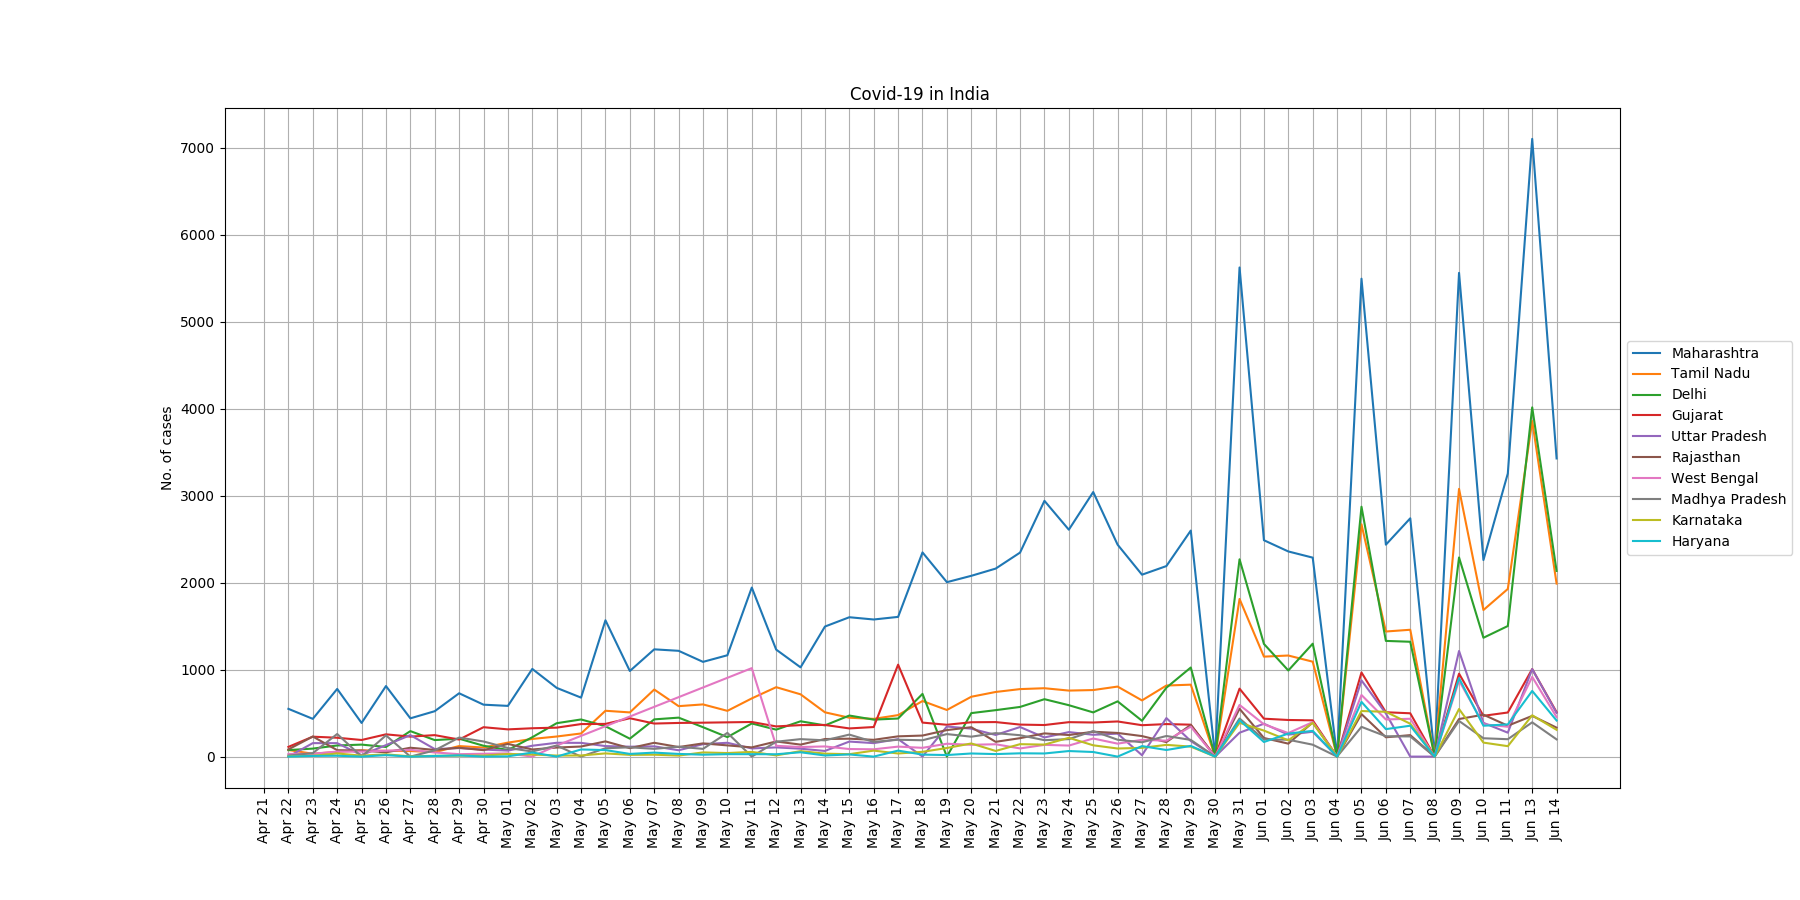 Covid-19 in India
No. of cases
7000
6000
5000
4000
3000
2000
1000
0
Apr 21
Apr 22
Apr 23
Apr 24
Apr 25
Apr 26
Apr 27
Apr 28
Apr 29
Apr 30
May 01
May 02
May 03
May 04
May 05
May 06
May 07
May 08
May 09
May 10
May 11
May 12
May 13
May 14
May 15
May 16
May 17
May 18
May 19
May 20
May 21
May 22
May 23
May 24
May 25
May 26
May 27
May 28
May 29
May 30
May 31
Jun 01
Jun 02
Jun 03
Jun 04
Jun 05
Jun 06
Jun 07
Jun 08
Jun 09
Jun 10
Jun 11
Jun 13
Jun 14
Maharashtra
Tamil Nadu
Delhi
Gujarat
Uttar Pradesh
Rajasthan
West Bengal
Madhya Pradesh
Karnataka
Haryana